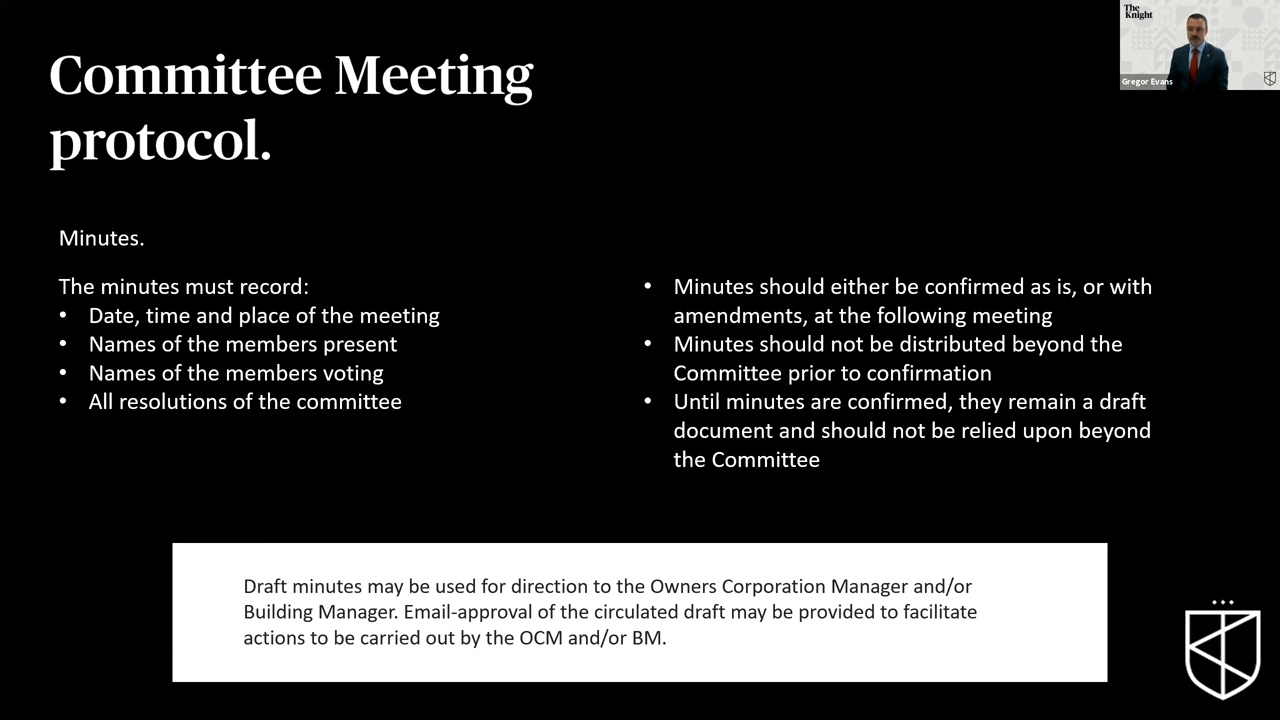 Committee Meeting
protocol.
The
Knight
Gregor Evans
Minutes.
The minutes must record:
• Date, time and place of the meeting
• Names of the members present
• Names of the members voting
• All resolutions of the committee
• Minutes should either be confirmed as is, or with
amendments, at the following meeting
• Minutes should not be distributed beyond the
Committee prior to confirmation
• Until minutes are confirmed, they remain a draft
document and should not be relied upon beyond
the Committee
Draft minutes may be used for direction to the Owners Corporation Manager and/or
Building Manager. Email-approval of the circulated draft may be provided to facilitate
actions to be carried out by the OCM and/or BM.